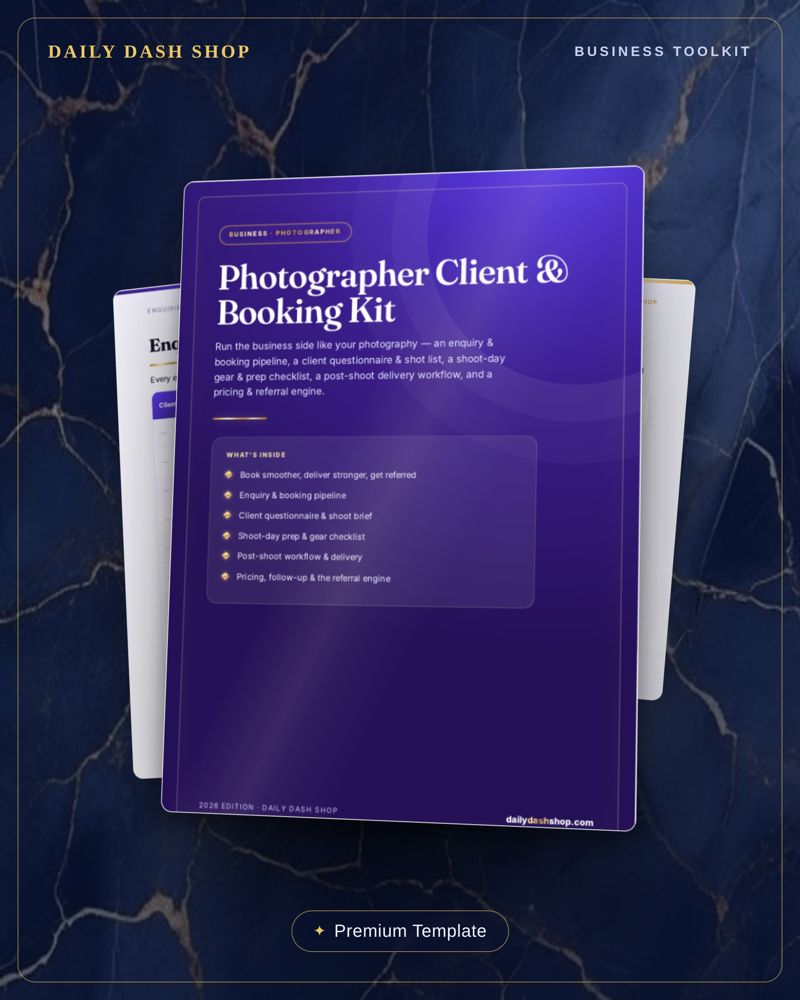 DAILY DASH SHOP
BUSINESS TOOLKIT
BUSINESS · PHOTOGRAPHER
Photographer Client &
Booking Kit
Run the business side like your photography — an enquiry &
booking pipeline, a client questionnaire & shot list, a shoot-day
gear & prep checklist, a post-shoot delivery workflow, and a
pricing & referral engine.
WHAT'S INSIDE
Book smoother, deliver stronger, get referred
Enquiry & booking pipeline
Client questionnaire & shoot brief
Shoot-day prep & gear checklist
Post-shoot workflow & delivery
Pricing, follow-up & the referral engine
2026 EDITION · DAILY DASH SHOP
dailydashshop.com
Every
HOP
✦ Premium Template